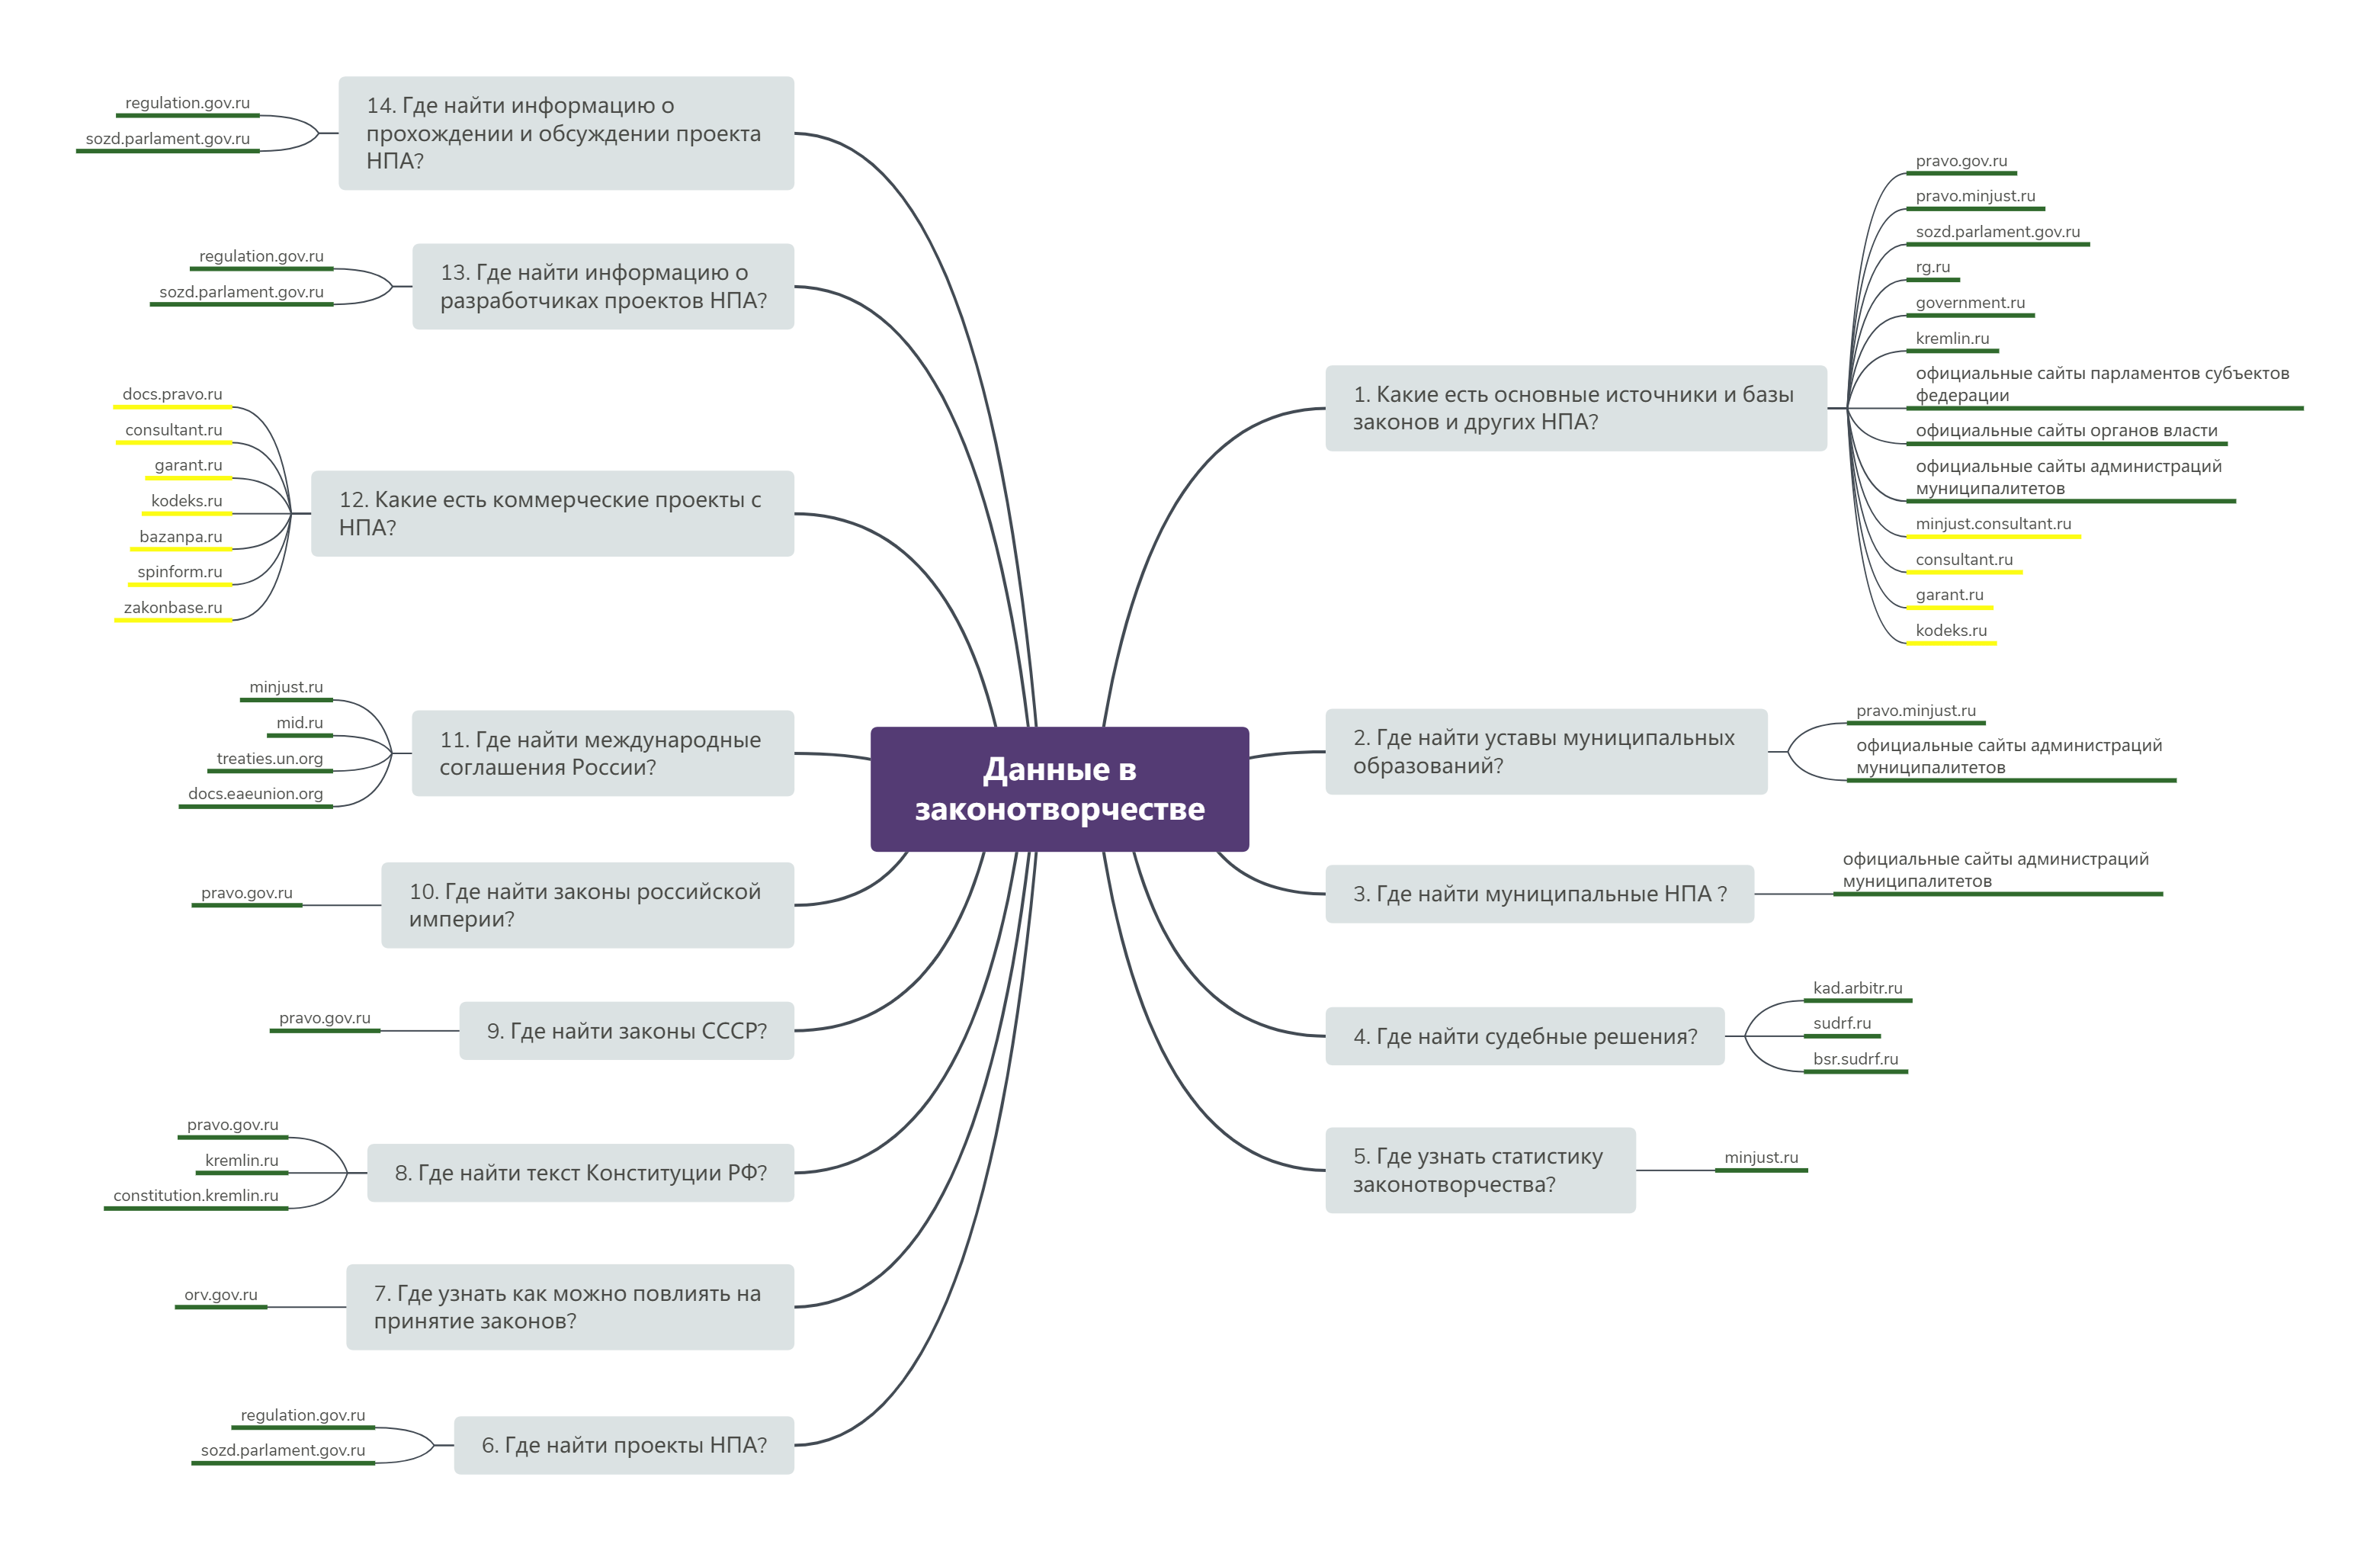 Данные в
законотворчестве
1. Какие есть основные источники и базы
законов и других НПА?
pravo.gov.ru
pravo.minjust.ru
sozd.parlament.gov.ru
rg.ru
government.ru
kremlin.ru
официальные сайты парламентов субъектов
федерации
официальные сайты органов власти
официальные сайты администраций
муниципалитетов
minjust.consultant.ru
consultant.ru
garant.ru
kodeks.ru
2. Где найти уставы муниципальных
образований?
pravo.minjust.ru
официальные сайты администраций
муниципалитетов
3. Где найти муниципальные НПА ?
официальные сайты администраций
муниципалитетов
4. Где найти судебные решения?
kad.arbitr.ru
sudrf.ru
bsr.sudrf.ru
5. Где узнать статистику
законотворчества?
minjust.ru
6. Где найти проекты НПА?
regulation.gov.ru
sozd.parlament.gov.ru
7. Где узнать как можно повлиять на
принятие законов?
orv.gov.ru
8. Где найти текст Конституции РФ?
pravo.gov.ru
kremlin.ru
constitution.kremlin.ru
9. Где найти законы СССР?
pravo.gov.ru
10. Где найти законы российской
империи?
pravo.gov.ru
11. Где найти международные
соглашения России?
minjust.ru
mid.ru
treaties.un.org
docs.eaeunion.org
12. Какие есть коммерческие проекты с
НПА?
docs.pravo.ru
consultant.ru
garant.ru
kodeks.ru
bazanpa.ru
spinform.ru
zakonbase.ru
13. Где найти информацию о
разработчиках проектов НПА?
regulation.gov.ru
sozd.parlament.gov.ru
14. Где найти информацию о
прохождении и обсуждении проекта
НПА?
regulation.gov.ru
sozd.parlament.gov.ru